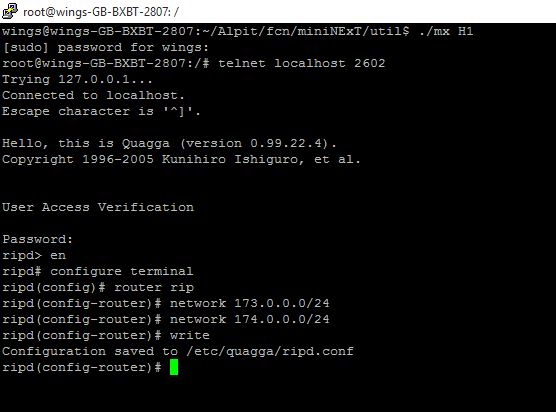 root@wings-GB-BXBT-2807: /
wings@wings-GB-BXBT-2807:~/Alpit/fcn/miniNExT/util$ ./mx H1
[sudo] password for wings:
root@wings-GB-BXBT-2807:/# telnet localhost 2602
Trying 127.0.0.1...
Connected to localhost.
Escape character is '^]'.
Hello, this is Quagga (version 0.99.22.4).
Copyright 1996-2005 Kunihiro Ishiguro, et al.
User Access Verification
Password:
ripd> en
ripd# configure terminal
ripd(config)# router rip
ripd(config-router)# network 173.0.0.0/24
ripd(config-router)# network 174.0.0.0/24
ripd(config-router)# write
Configuration saved to /etc/quagga/ripd.conf
ripd(config-router)#